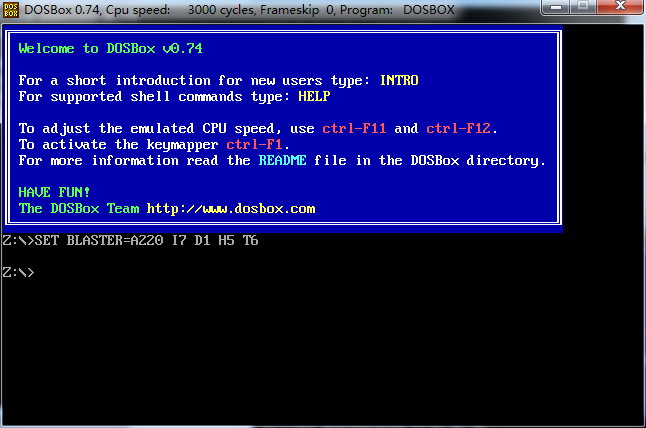 DOSBox 0.74, Cpu speed: 3000 cycles, Frameskip 0, Program: DOSBOX
Welcome to DOSBox v0.74
For a short introduction for new users type: INTRO
For supported shell commands type: HELP
To adjust the emulated CPU speed, use ctrl-F11 and ctrl-F12.
To activate the keymapper ctrl-F1.
For more information read the README file in the DOSBox directory.
HAVE FUN!
The DOSBox Team http://www.dosbox.com
Z:\>SET BLASTER=A220 I7 D1 H5 T6
Z:\>